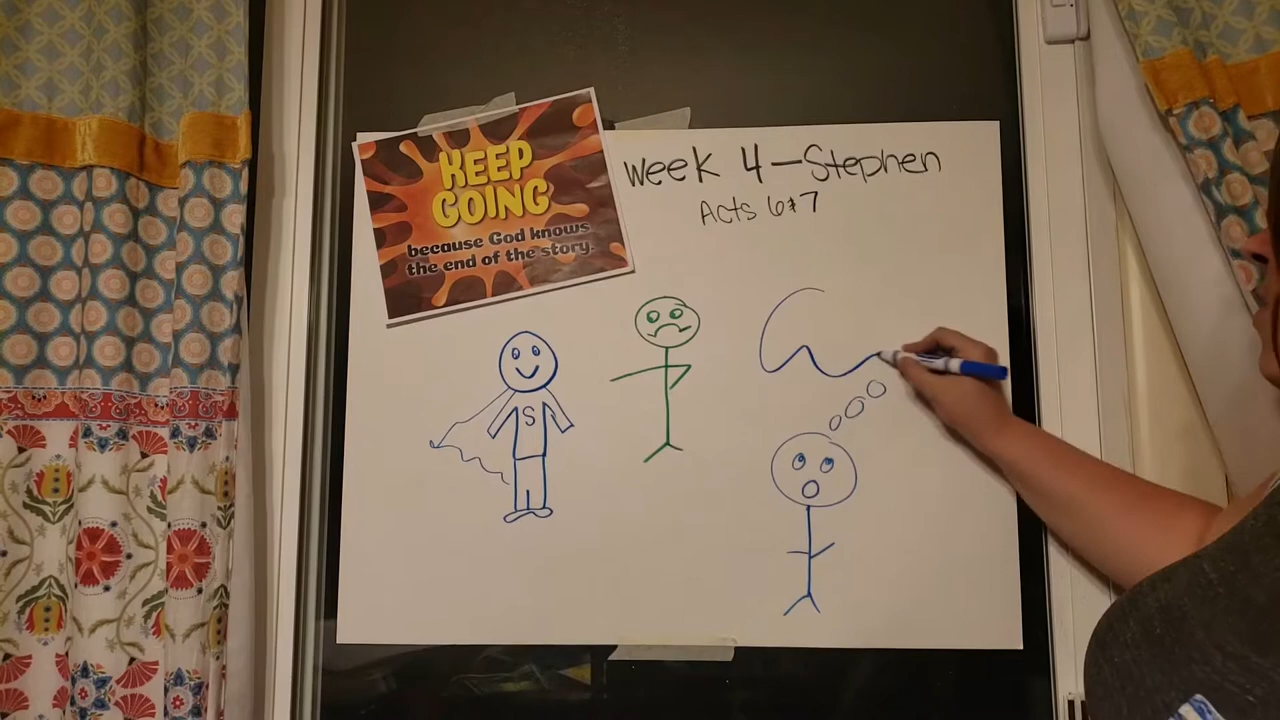 KEEP
GOING
because God knows
the end of the story.
week 4-Stephen
Acts 6&7
S